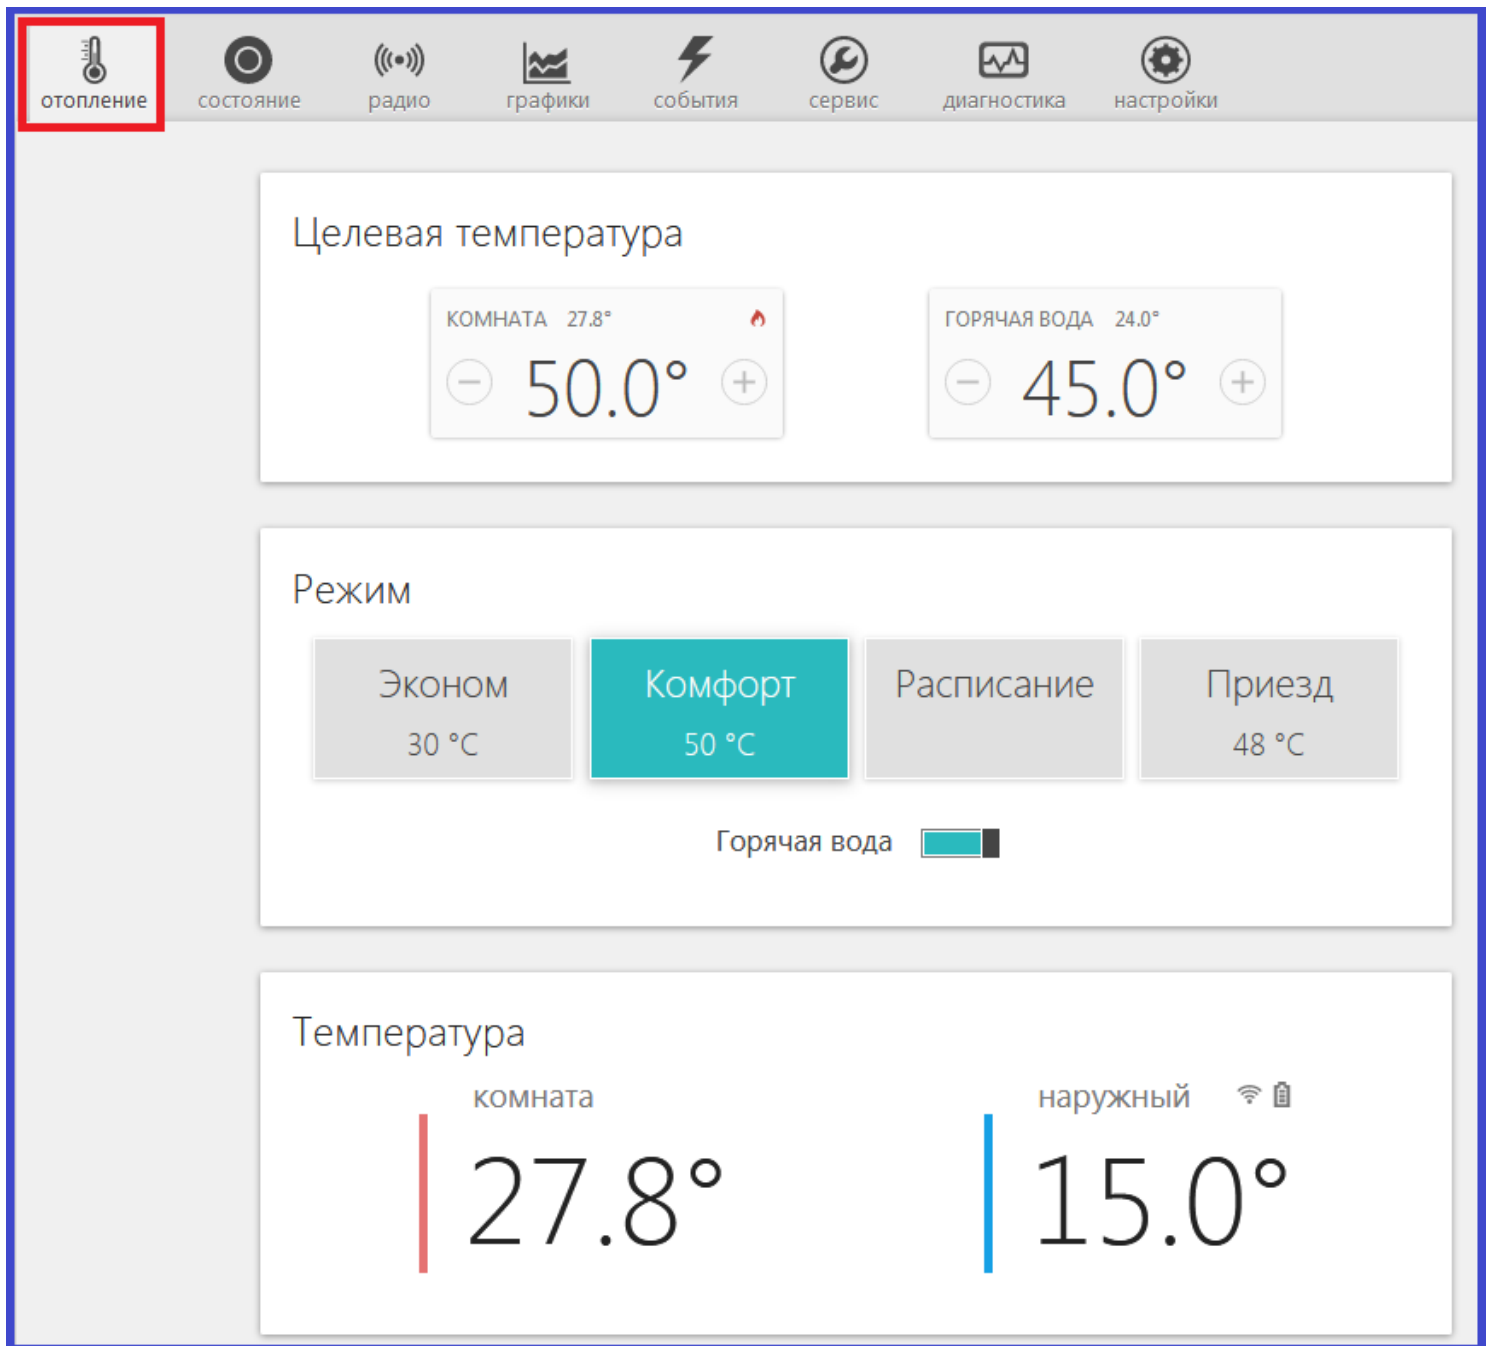 отопление состояние радио графики события сервис диагностика настройки
Целевая температура
КОМНАТА 27.8° ГОРЯЧАЯ ВОДА 24.0°
50.0° 45.0°
Режим
Эконом Комфорт Расписание Приезд
30 °C 50 °C 48 °C
Горячая вода
Температура
комната наружный
27.8° 15.0°